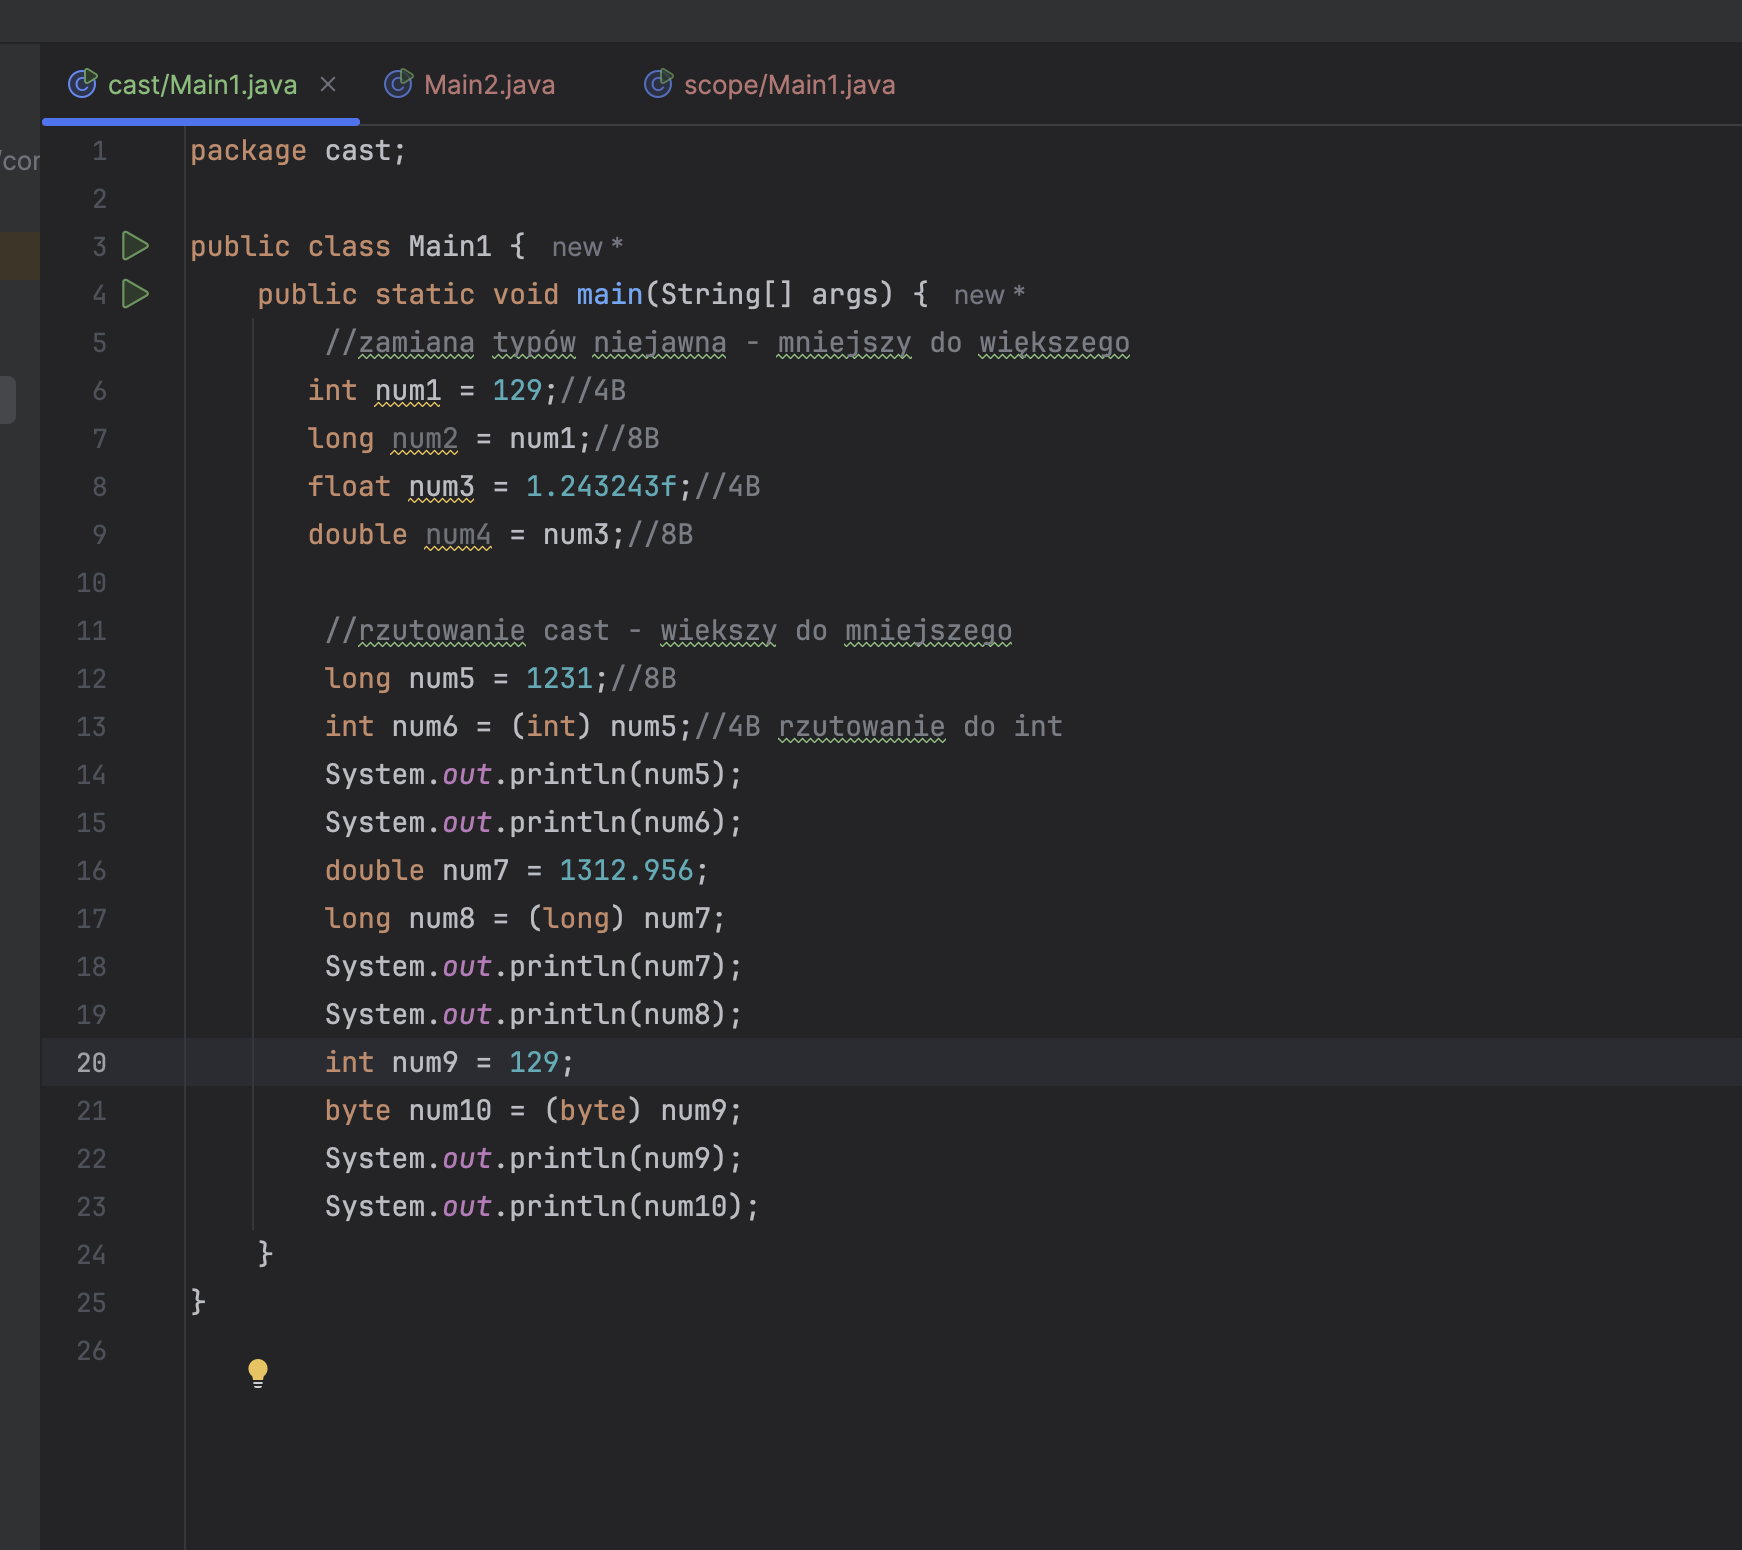 cast/Main1.java Main2.java scope/Main1.java
1 package cast;
2
3 public class Main1 { new *
4 public static void main(String[] args) { new *
5 //zamiana typów niejawna - mniejszy do większego
6 int num1 = 129;//4B
7 long num2 = num1;//8B
8 float num3 = 1.243243f;//4B
9 double num4 = num3;//8B
10
11 //rzutowanie cast - wiekszy do mniejszego
12 long num5 = 1231;//8B
13 int num6 = (int) num5;//4B rzutowanie do int
14 System.out.println(num5);
15 System.out.println(num6);
16 double num7 = 1312.956;
17 long num8 = (long) num7;
18 System.out.println(num7);
19 System.out.println(num8);
20 int num9 = 129;
21 byte num10 = (byte) num9;
22 System.out.println(num9);
23 System.out.println(num10);
24 }
25 }
26